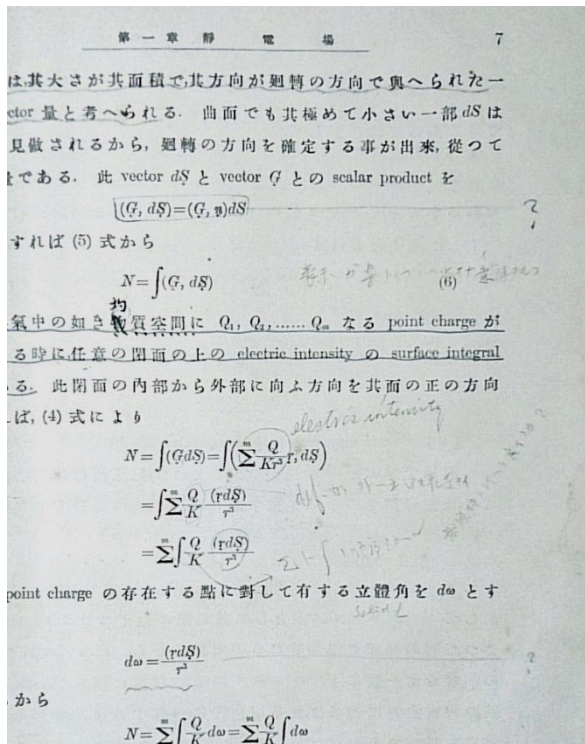 第一章 靜電場 7
は,其大さが其面積で,其方向が廻轉の方向で與へられた一
ctor 量と考へられる. 曲面でも其極めて小さい一部 dS は
見做されるから, 廻轉の方向を確定する事が出來, 從つて
である. 此 vector dS と vector G との scalar product を
(G, dS)=(G, n)dS
?
すれば (5) 式から
N=∫(G, dS) (6)
均
氣中の如き質空間に Q₁, Q₂, …… Qₘ なる point charge が
る時に,任意の閉面の上の electric intensity の surface integral
る. 此閉面の內部から外部に向ふ方向を其面の正の方向
ば, (4) 式により
electric intensity
N=∫(GdS)=∫(∑ᵐ Q/Kr³ r, dS)
=∫∑ᵐ Q/K (rdS)/r³
=∑ᵐ∫ Q/K (rdS)/r³
point charge の存在する點に對して有する立體角を dω とす
dω=(rdS)/r³
?
から
N=∑ᵐ∫ Q/K dω=∑ᵐ Q/K ∫dω